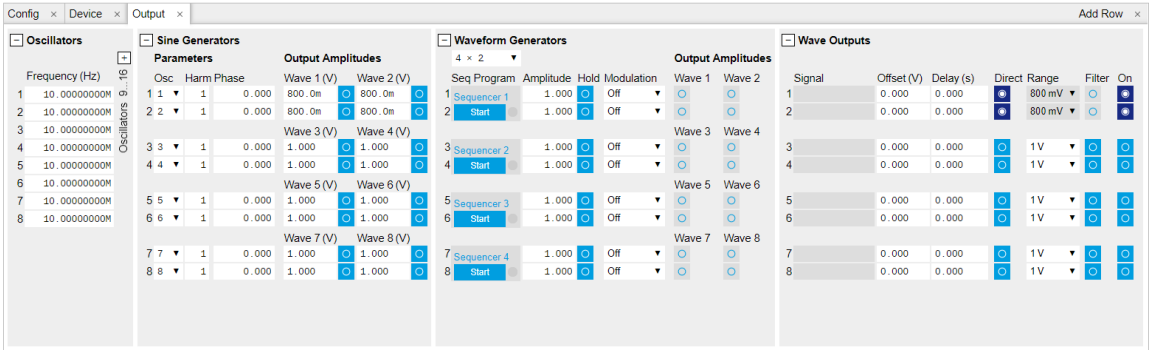 Config × Device × Output × Add Row ×
Oscillators
Frequency (Hz)
1 10.00000000M
2 10.00000000M
3 10.00000000M
4 10.00000000M
5 10.00000000M
6 10.00000000M
7 10.00000000M
8 10.00000000M
Oscillators 9...16
Sine Generators
Parameters Output Amplitudes
Osc Harm Phase Wave 1 (V) Wave 2 (V)
1 1 1 0.000 800.0m 800.0m
2 2 1 0.000 800.0m 800.0m
Wave 3 (V) Wave 4 (V)
3 3 1 0.000 1.000 1.000
4 4 1 0.000 1.000 1.000
Wave 5 (V) Wave 6 (V)
5 5 1 0.000 1.000 1.000
6 6 1 0.000 1.000 1.000
Wave 7 (V) Wave 8 (V)
7 7 1 0.000 1.000 1.000
8 8 1 0.000 1.000 1.000
Waveform Generators
4 × 2 Output Amplitudes
Seq Program Amplitude Hold Modulation Wave 1 Wave 2
1 Sequencer 1 1.000 Off
2 Start 1.000 Off
Wave 3 Wave 4
3 Sequencer 2 1.000 Off
4 Start 1.000 Off
Wave 5 Wave 6
5 Sequencer 3 1.000 Off
6 Start 1.000 Off
Wave 7 Wave 8
7 Sequencer 4 1.000 Off
8 Start 1.000 Off
Wave Outputs
Signal Offset (V) Delay (s) Direct Range Filter On
1 0.000 0.000 800 mV
2 0.000 0.000 800 mV
3 0.000 0.000 1 V
4 0.000 0.000 1 V
5 0.000 0.000 1 V
6 0.000 0.000 1 V
7 0.000 0.000 1 V
8 0.000 0.000 1 V